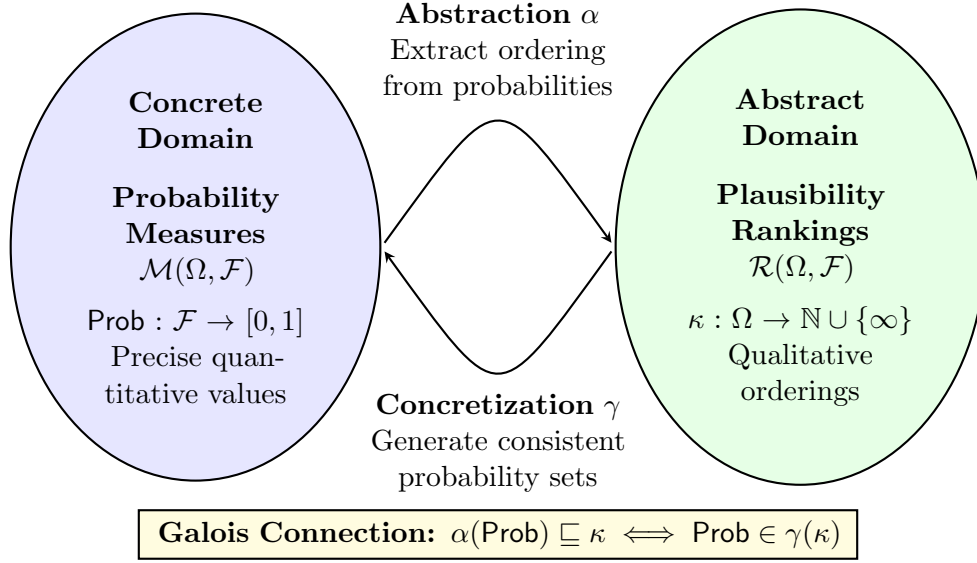 Abstraction α
Extract ordering
from probabilities
Concrete
Domain
Probability
Measures
ℳ(Ω, ℱ)
Prob : ℱ → [0, 1]
Precise quan-
titative values
Abstract
Domain
Plausibility
Rankings
ℛ(Ω, ℱ)
κ : Ω → ℕ ∪ {∞}
Qualitative
orderings
Concretization γ
Generate consistent
probability sets
Galois Connection: α(Prob) ⊑ κ ⟺ Prob ∈ γ(κ)